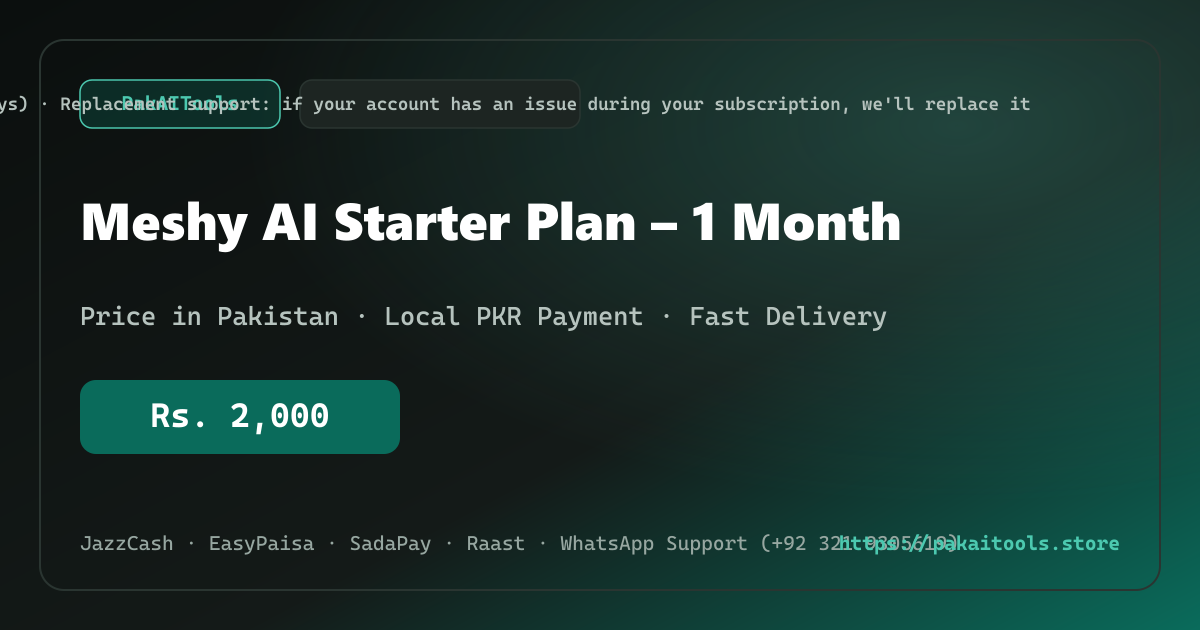 ys) · Replacement support: if your account has an issue during your subscription, we'll replace it
PakAITools
Meshy AI Starter Plan – 1 Month
Price in Pakistan · Local PKR Payment · Fast Delivery
Rs. 2,000
JazzCash · EasyPaisa · SadaPay · Raast · WhatsApp Support (+92 321
https://pakaitools.store